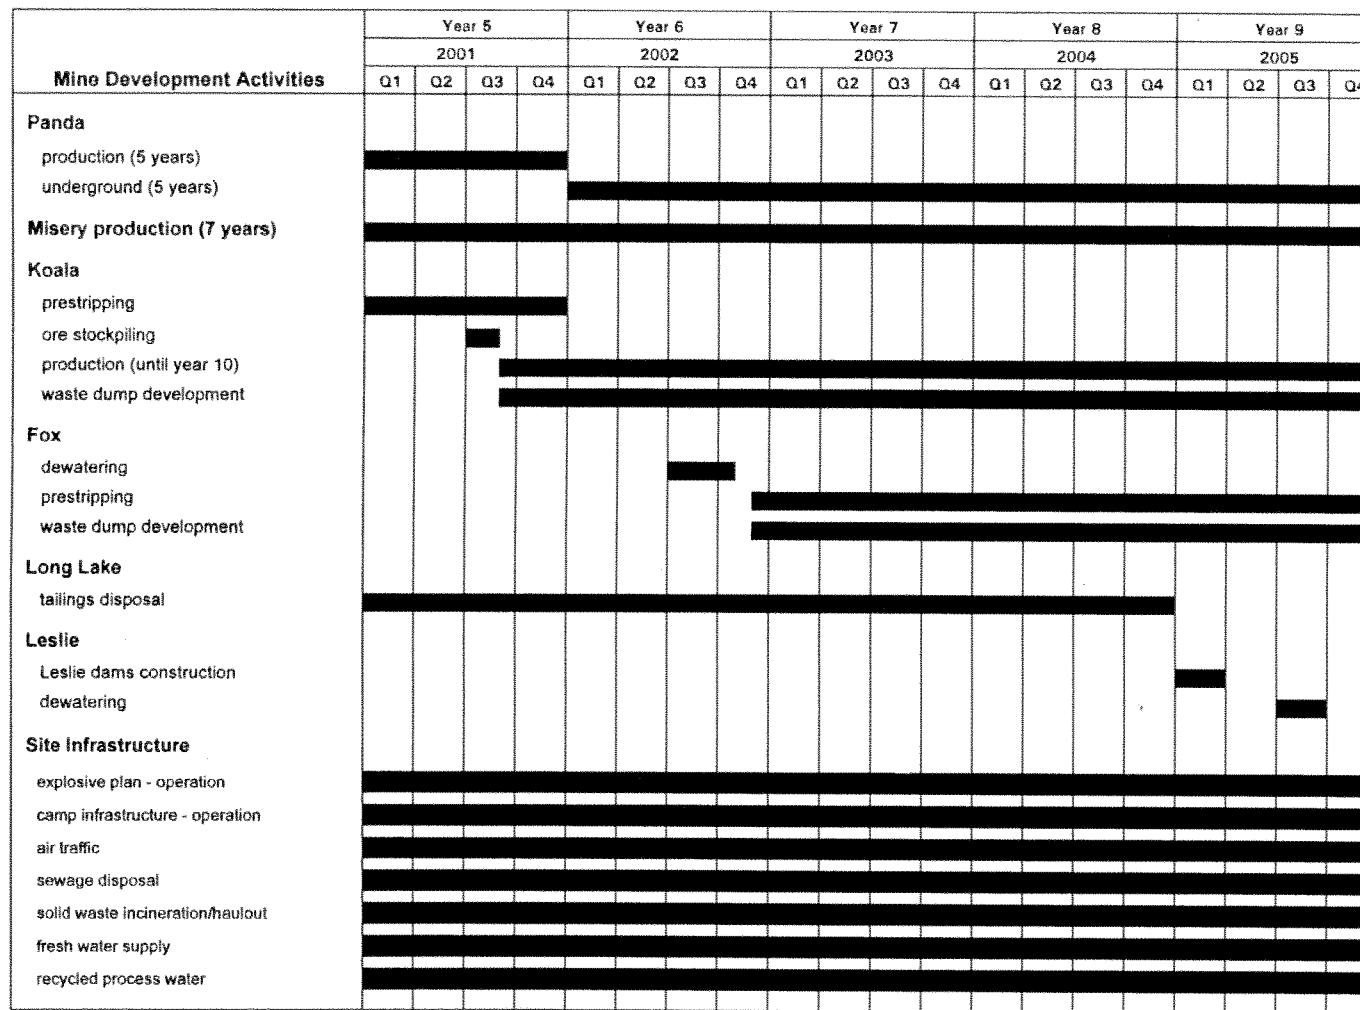 Year 5 Year 6 Year 7 Year 8 Year 9
2001 2002 2003 2004 2005
Mine Development Activities Q1 Q2 Q3 Q4 Q1 Q2 Q3 Q4 Q1 Q2 Q3 Q4 Q1 Q2 Q3 Q4 Q1 Q2 Q3 Q4
Panda
production (5 years)
underground (5 years)
Misery production (7 years)
Koala
prestripping
ore stockpiling
production (until year 10)
waste dump development
Fox
dewatering
prestripping
waste dump development
Long Lake
tailings disposal
Leslie
Leslie dams construction
dewatering
Site Infrastructure
explosive plan - operation
camp infrastructure - operation
air traffic
sewage disposal
solid waste incineration/haulout
fresh water supply
recycled process water